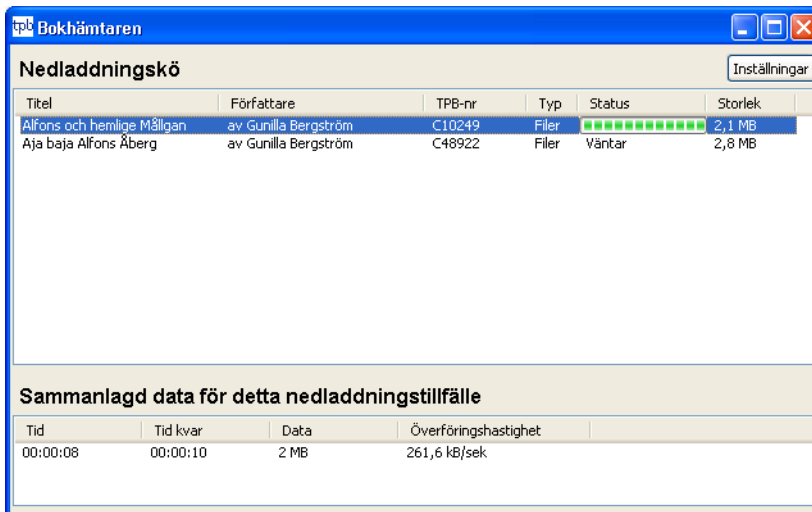 tpb Bokhämtaren
Nedladdningskö
Inställningar
Titel Författare TPB-nr Typ Status Storlek
Alfons och hemlige Mållgan av Gunilla Bergström C10249 Filer 2,1 MB
Aja baja Alfons Åberg av Gunilla Bergström C48922 Filer Väntar 2,8 MB
Sammanlagd data för detta nedladdningstillfälle
Tid Tid kvar Data Överföringshastighet
00:00:08 00:00:10 2 MB 261,6 kB/sek